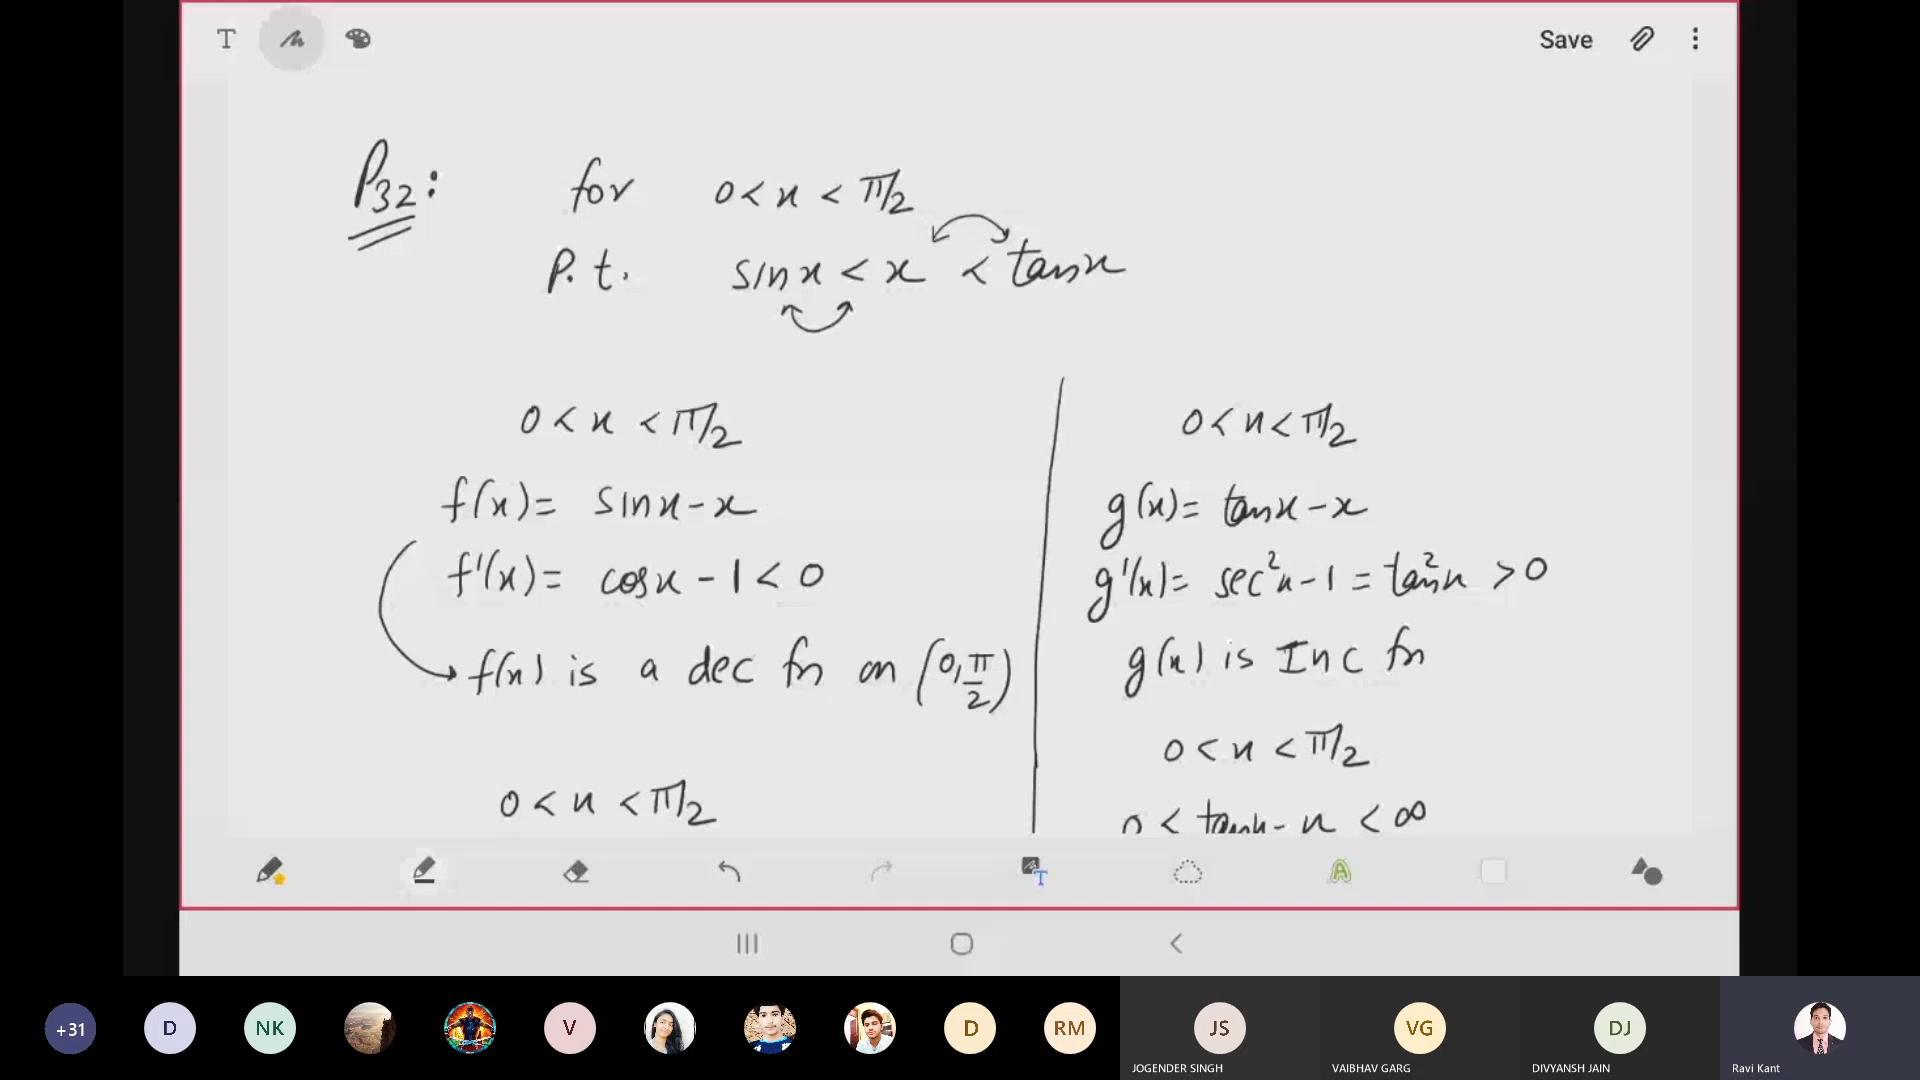 T
Save
P32: for 0<x<π/2
P.t. sinx < x < tanx
0<x<π/2
f(x)= sinx-x
f'(x)= cosx-1<0
f(x) is a dec fn on (0,π/2)
0<x<π/2
0<x<π/2
g(x)= tanx-x
g'(x)= sec²x-1 = tan²x >0
g(x) is Inc fn
0<x<π/2
0 < tanx-x < ∞
T
A
+31
D
NK
V
D
RM
JS
JOGENDER SINGH
VG
VAIBHAV GARG
DJ
DIVYANSH JAIN
Ravi Kant